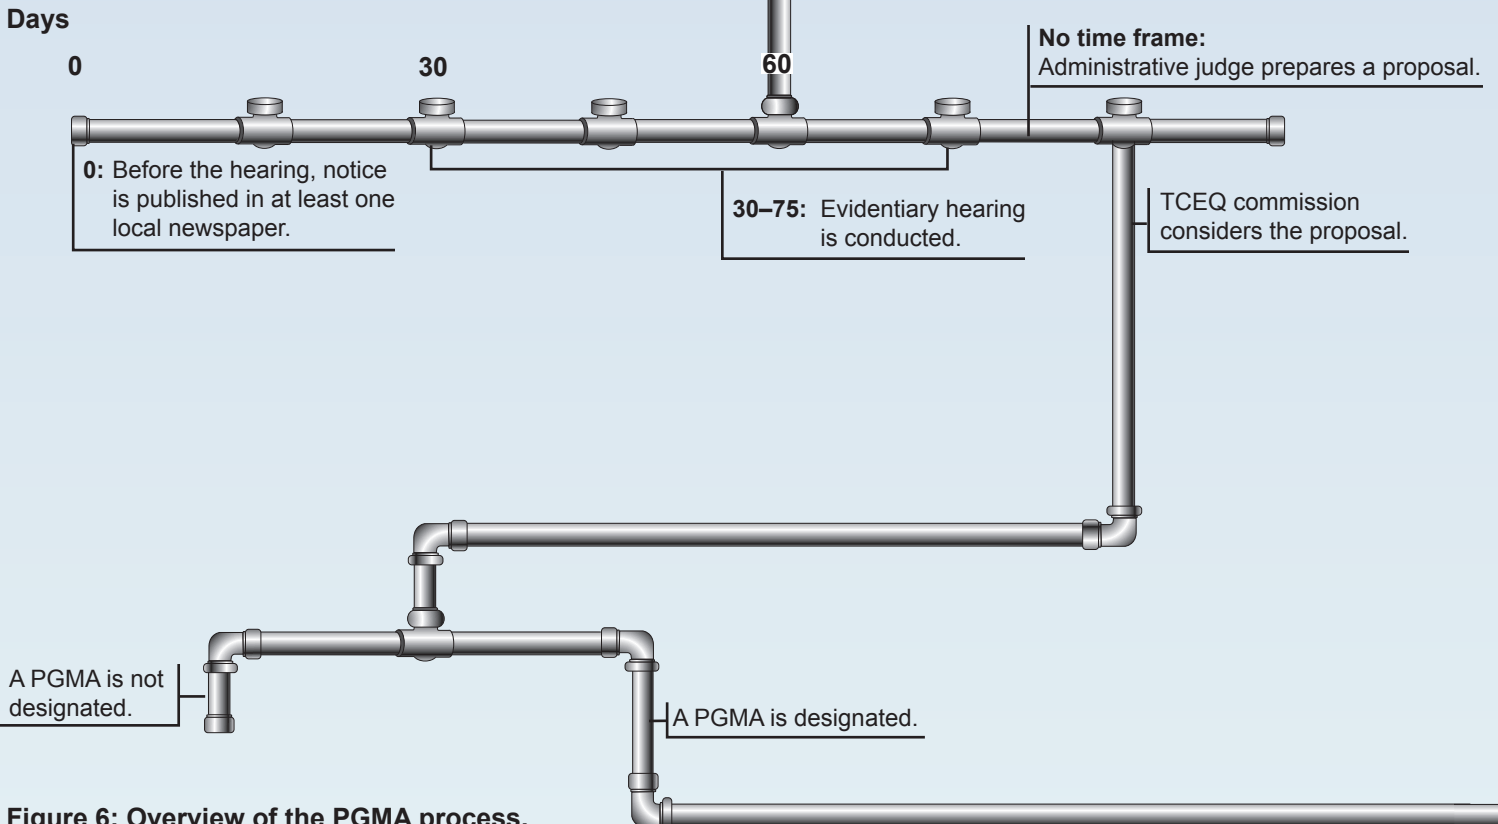 Days
0
30
60
No time frame:
Administrative judge prepares a proposal.
0: Before the hearing, notice
is published in at least one
local newspaper.
30–75: Evidentiary hearing
is conducted.
TCEQ commission
considers the proposal.
A PGMA is not
designated.
A PGMA is designated.
Figure 6: Overview of the PGMA process.